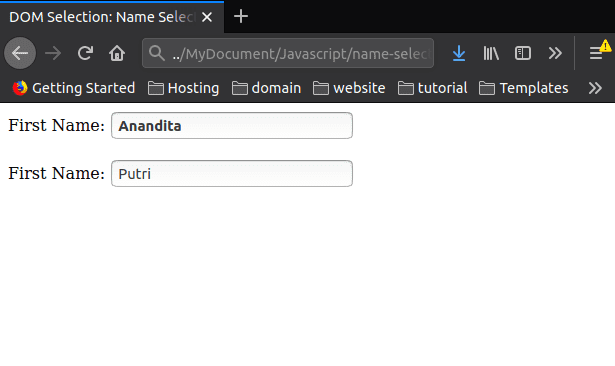 DOM Selection: Name Selec
../MyDocument/Javascript/name-selec
Getting Started Hosting domain website tutorial Templates
First Name: Anandita
First Name: Putri